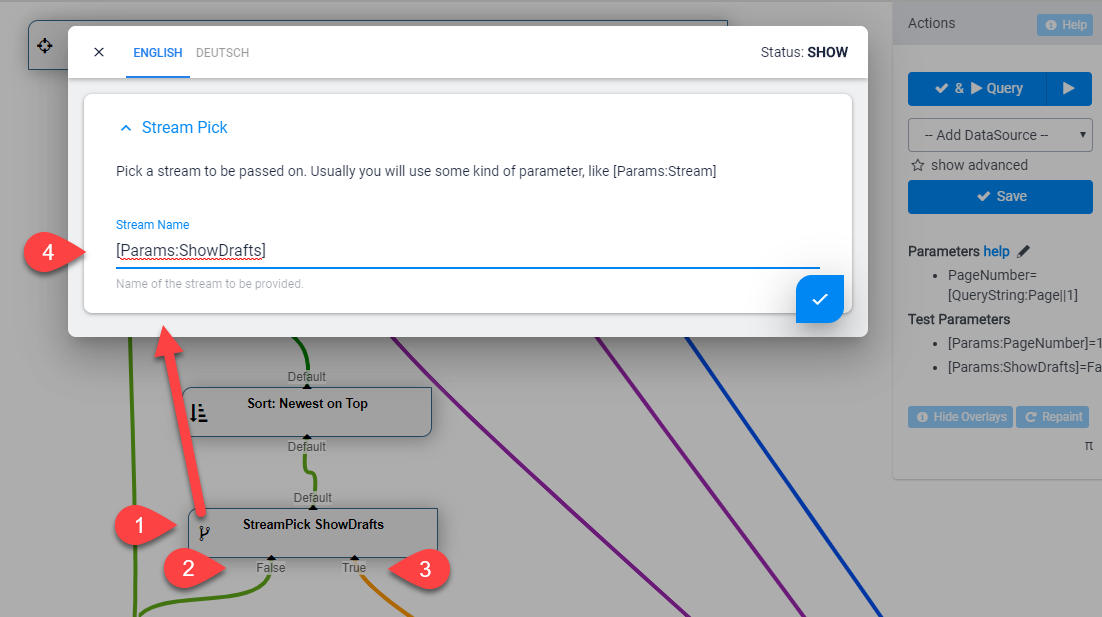 ENGLISH DEUTSCH
Status: SHOW
Stream Pick
Pick a stream to be passed on. Usually you will use some kind of parameter, like [Params:Stream]
Stream Name
[Params:ShowDrafts]
Name of the stream to be provided.
4
Default
Sort: Newest on Top
Default
Default
1
StreamPick ShowDrafts
2
False
True
3
Actions
Help
& Query
-- Add DataSource --
show advanced
Save
Parameters help
PageNumber=
[QueryString:Page||1]
Test Parameters
[Params:PageNumber]=1
[Params:ShowDrafts]=Fa
Hide Overlays
Repaint
π